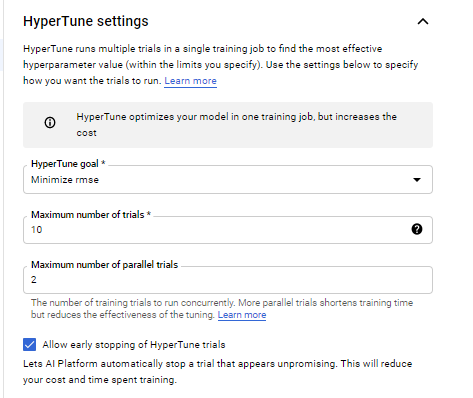 HyperTune settings
HyperTune runs multiple trials in a single training job to find the most effective
hyperparameter value (within the limits you specify). Use the settings below to specify
how you want the trials to run. Learn more
HyperTune optimizes your model in one training job, but increases the
cost
HyperTune goal *
Minimize rmse
Maximum number of trials *
10
Maximum number of parallel trials
2
The number of training trials to run concurrently. More parallel trials shortens training time
but reduces the effectiveness of the tuning. Learn more
Allow early stopping of HyperTune trials
Lets AI Platform automatically stop a trial that appears unpromising. This will reduce
your cost and time spent training.